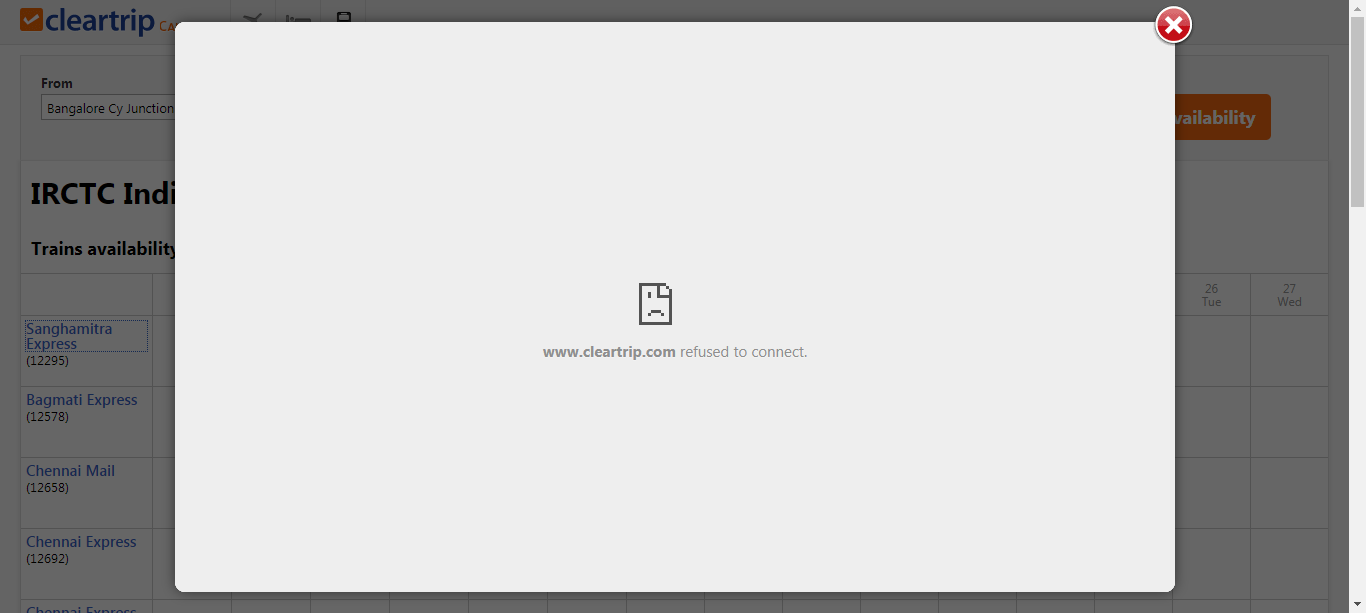 cleartrip
From
Bangalore Cy Junction
vailability
IRCTC Indi
Trains availability
26
Tue
27
Wed
Sanghamitra
Express
(12295)
Bagmati Express
(12578)
Chennai Mail
(12658)
Chennai Express
(12692)
Chennai Express
www.cleartrip.com refused to connect.